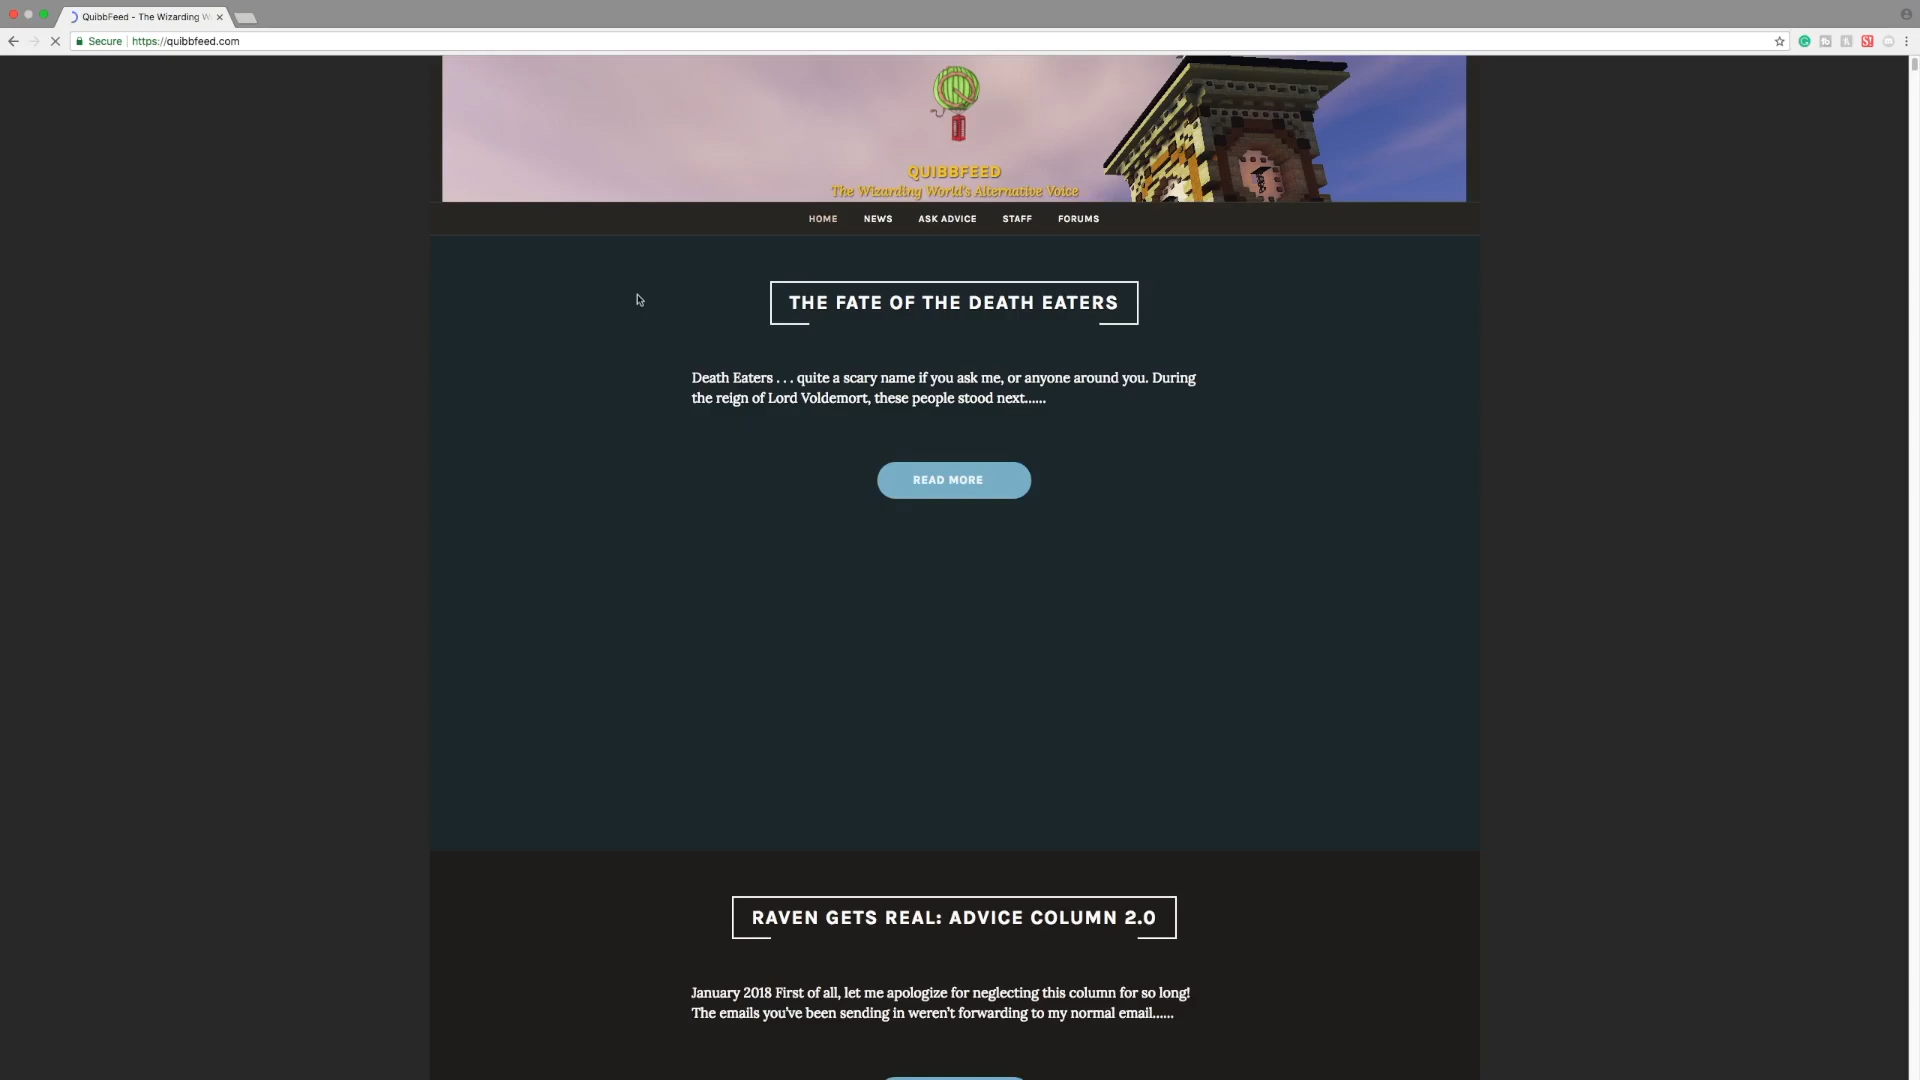 QuibbFeed - The Wizarding W
Secure https://quibbfeed.com
QUIBBFEED
The Wizarding World's Alternative Voice
HOME NEWS ASK ADVICE STAFF FORUMS
THE FATE OF THE DEATH EATERS
Death Eaters . . . quite a scary name if you ask me, or anyone around you. During
the reign of Lord Voldemort, these people stood next......
READ MORE
RAVEN GETS REAL: ADVICE COLUMN 2.0
January 2018 First of all, let me apologize for neglecting this column for so long!
The emails you've been sending in weren't forwarding to my normal email......